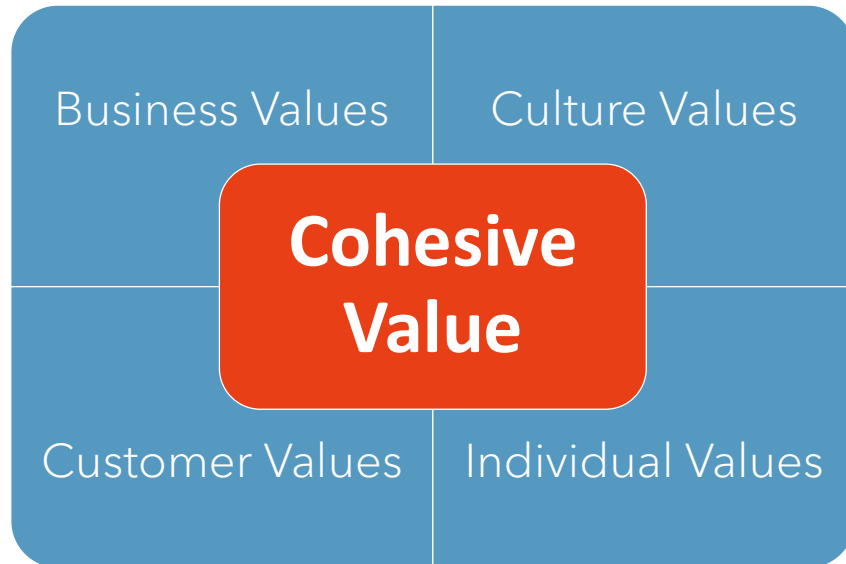 Business Values
Culture Values
Cohesive
Value
Customer Values
Individual Values